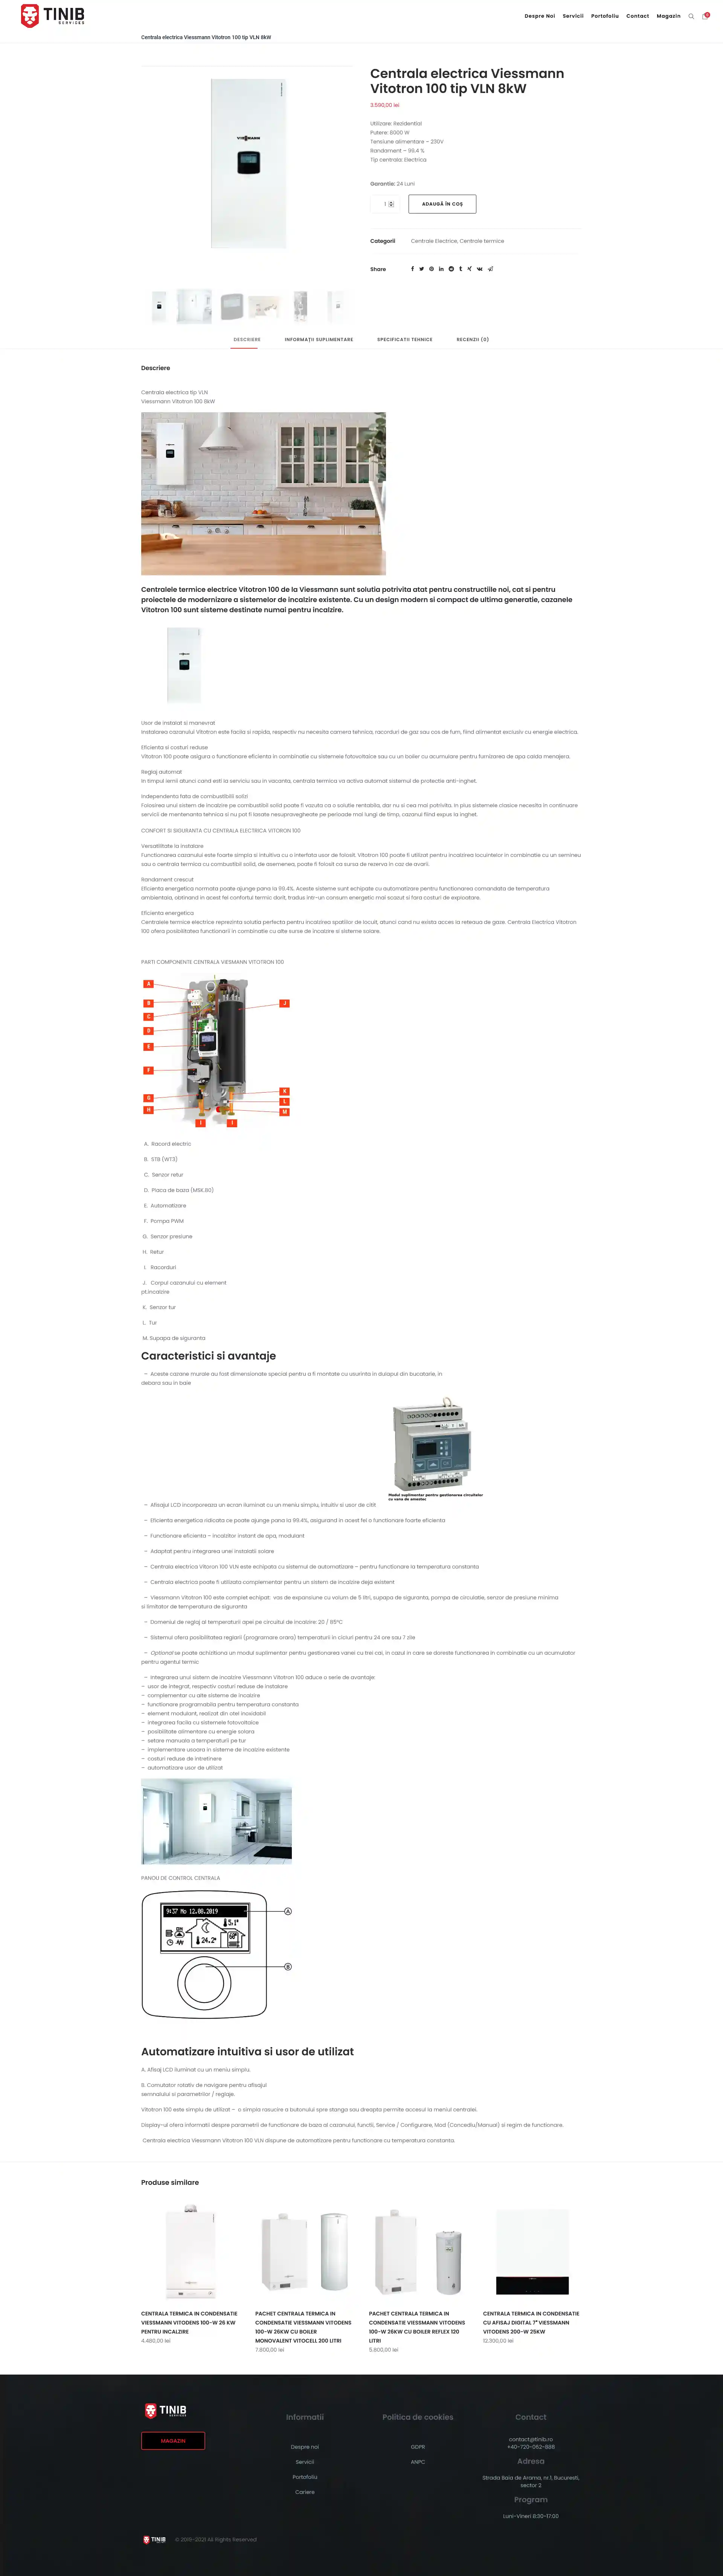 TINIB
SERVICES
Despre Noi
Servicii
Portofoliu
Contact
Magazin
Centrala electrica Viessmann Vitotron 100 tip VLN 8kW
Centrala electrica Viessmann
Vitotron 100 tip VLN 8kW
3.590,00 lei
Utilizare: Rezidential
Putere: 8000 W
Tensiune alimentare – 230V
Randament – 99.4 %
Tip centrala: Electrica
Garantie: 24 Luni
1
ADAUGĂ ÎN COȘ
Categorii Centrale Electrice, Centrale termice
Share
VIESMANN
DESCRIERE
INFORMAȚII SUPLIMENTARE
SPECIFICATII TEHNICE
RECENZII (0)
Descriere
Centrala electrica tip VLN
Viessmann Vitotron 100 8kW
Centralele termice electrice Vitotron 100 de la Viessmann sunt solutia potrivita atat pentru constructiile noi, cat si pentru
proiectele de modernizare a sistemelor de incalzire existente. Cu un design modern si compact de ultima generatie, cazanele
Vitotron 100 sunt sisteme destinate numai pentru incalzire.
Usor de instalat si manevrat
Instalarea cazanului Vitotron este facila si rapida, respectiv nu necesita camera tehnica, racorduri de gaz sau cos de fum, fiind alimentat exclusiv cu energie electrica.
Eficienta si costuri reduse
Vitotron 100 poate asigura o functionare eficienta in combinatie cu sistemele fotovoltaice sau cu un boiler cu acumulare pentru furnizarea de apa calda menajera.
Reglaj automat
In timpul iernii atunci cand esti la serviciu sau in vacanta, centrala termica va activa automat sistemul de protectie anti-inghet.
Independenta fata de combustibilii solizi
Folosirea unui sistem de incalzire pe combustibil solid poate fi vazuta ca o solutie rentabila, dar nu si cea mai potrivita. In plus sistemele clasice necesita in continuare
servicii de mentenanta tehnica si nu pot fi lasate nesupravegheate pe perioade mai lungi de timp, cazanul fiind expus la inghet.
CONFORT SI SIGURANTA CU CENTRALA ELECTRICA VITORON 100
Versatilitate la instalare
Functionarea cazanului este foarte simpla si intuitiva cu o interfata usor de folosit. Vitotron 100 poate fi utilizat pentru incalzirea locuintelor in combinatie cu un semineu
sau o centrala termica cu combustibil solid, de asemenea, poate fi folosit ca sursa de rezerva in caz de avarii.
Randament crescut
Eficienta energetica normata poate ajunge pana la 99.4%. Aceste sisteme sunt echipate cu automatizare pentru functionarea comandata de temperatura
ambientala, obtinand in acest fel confortul termic dorit, tradus intr-un consum energetic mai scazut si fara costuri de exploatare.
Eficienta energetica
Centralele termice electrice reprezinta solutia perfecta pentru incalzirea spatiilor de locuit, atunci cand nu exista acces la reteaua de gaze. Centrala Electrica Vitotron
100 ofera posibilitatea functionarii in combinatie cu alte surse de incalzire si sisteme solare.
PARTI COMPONENTE CENTRALA VIESMANN VITOTRON 100
A
B
C
D
E
F
G
H
I
I
J
K
L
M
A. Racord electric
B. STB (WT3)
C. Senzor retur
D. Placa de baza (MSK.B0)
E. Automatizare
F. Pompa PWM
G. Senzor presiune
H. Retur
I. Racorduri
J. Corpul cazanului cu element
pt.incalzire
K. Senzor tur
L. Tur
M. Supapa de siguranta
Caracteristici si avantaje
– Aceste cazane murale au fost dimensionate special pentru a fi montate cu usurinta in dulapul din bucatarie, in
debara sau in baie
Modul suplimentar pentru gestionarea circuitelor
cu vana de amestec
– Afisajul LCD incorporeaza un ecran iluminat cu un meniu simplu, intuitiv si usor de citit
– Eficienta energetica ridicata ce poate ajunge pana la 99.4%, asigurand in acest fel o functionare foarte eficienta
– Functionare eficienta – incalzitor instant de apa, modulant
– Adaptat pentru integrarea unei instalatii solare
– Centrala electrica Vitoron 100 VLN este echipata cu sistemul de automatizare – pentru functionare la temperatura constanta
– Centrala electrica poate fi utilizata complementar pentru un sistem de incalzire deja existent
– Viessmann Vitotron 100 este complet echipat: vas de expansiune cu volum de 5 litri, supapa de siguranta, pompa de circulatie, senzor de presiune minima
si limitator de temperatura de siguranta
– Domeniul de reglaj al temperaturii apei pe circuitul de incalzire: 20 / 85°C
– Sistemul ofera posibilitatea reglarii (programare orara) temperaturii in cicluri pentru 24 ore sau 7 zile
– Optional se poate achizitiona un modul suplimentar pentru gestionarea vanei cu trei cai, in cazul in care se doreste functionarea in combinatie cu un acumulator
pentru agentul termic
– Integrarea unui sistem de incalzire Viessmann Vitotron 100 aduce o serie de avantaje:
– usor de integrat, respectiv costuri reduse de instalare
– complementar cu alte sisteme de incalzire
– functionare programabila pentru temperatura constanta
– element modulant, realizat din otel inoxidabil
– integrarea facila cu sistemele fotovoltaice
– posibilitate alimentare cu energie solara
– setare manuala a temperaturii pe tur
– implementare usoara in sisteme de incalzire existente
– costuri reduse de intretinere
– automatizare usor de utilizat
PANOU DE CONTROL CENTRALA
9:37 Mo 12.08.2019
5.1°
24.2°
60°
A
B
Automatizare intuitiva si usor de utilizat
A. Afisaj LCD iluminat cu un meniu simplu.
B. Comutator rotativ de navigare pentru afisajul
semnalului si parametrilor / reglaje.
Vitotron 100 este simplu de utilizat – o simpla rasucire a butonului spre stanga sau dreapta permite accesul la meniul centralei.
Display-ul ofera informatii despre parametrii de functionare de baza al cazanului, functii, Service / Configurare, Mod (Concediu/Manual) si regim de functionare.
Centrala electrica Viessmann Vitotron 100 VLN dispune de automatizare pentru functionare cu temperatura constanta.
Produse similare
CENTRALA TERMICA IN CONDENSATIE
VIESSMANN VITODENS 100-W 26 KW
PENTRU INCALZIRE
4.480,00 lei
PACHET CENTRALA TERMICA IN
CONDENSATIE VIESSMANN VITODENS
100-W 26KW CU BOILER
MONOVALENT VITOCELL 200 LITRI
7.800,00 lei
PACHET CENTRALA TERMICA IN
CONDENSATIE VIESSMANN VITODENS
100-W 26KW CU BOILER REFLEX 120
LITRI
5.800,00 lei
CENTRALA TERMICA IN CONDENSATIE
CU AFISAJ DIGITAL 7" VIESSMANN
VITODENS 200-W 25KW
12.300,00 lei
TINIB
SERVICES
MAGAZIN
Informatii
Despre noi
Servicii
Portofoliu
Cariere
Politica de cookies
GDPR
ANPC
Contact
contact@tinib.ro
+40-720-052-886
Adresa
Strada Baia de Arama, nr.1, Bucuresti,
sector 2
Program
Luni-Vineri 8:30-17:00
TINIB
© 2016-2021 All Rights Reserved